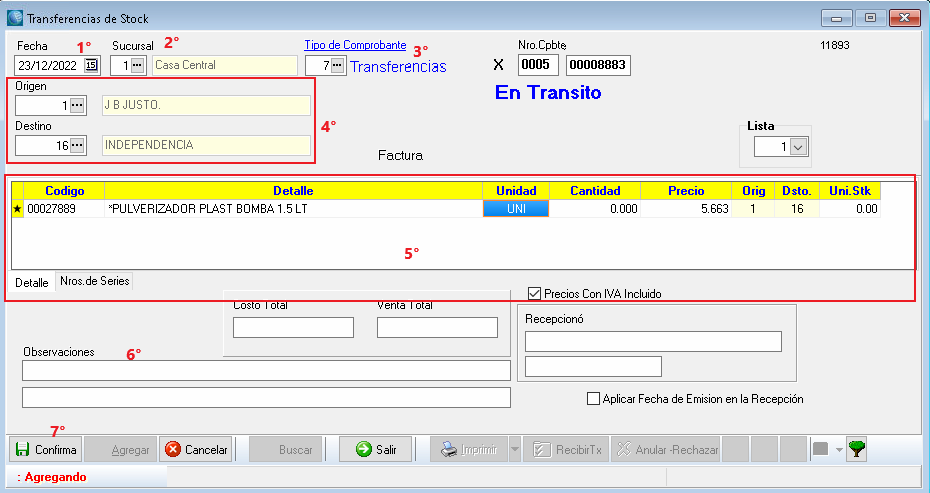 Transferencias de Stock
Fecha 1° Sucursal 2° Tipo de Comprobante 3° Nro.Cpbte. 11893
23/12/2022 15 1 ... Casa Central 7 ... Transferencias X 0005 00008883
En Transito
Origen
1 ... J B JUSTO.
Destino 4° Lista
16 ... INDEPENDENCIA 1
Factura
Codigo Detalle Unidad Cantidad Precio Orig Dsto. Uni.Stk
★ 00027889 *PULVERIZADOR PLAST BOMBA 1.5 LT UNI 0.000 5.663 1 16 0.00
5°
Detalle Nros.de Series
Precios Con IVA Incluido
Costo Total Venta Total
Recepcionó
Observaciones 6°
Aplicar Fecha de Emision en la Recepción
7°
Confirma Agregar Cancelar Buscar Salir Imprimir RecibirTx Anular -Rechazar
: Agregando